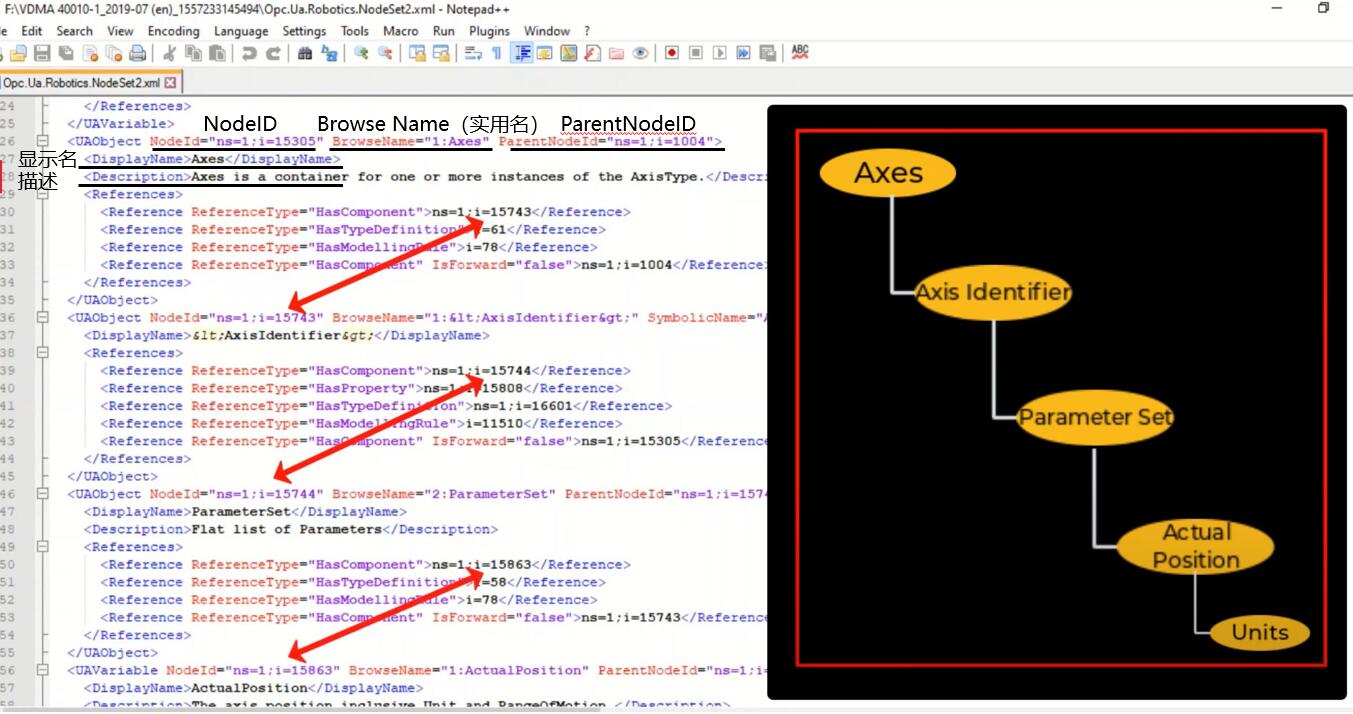 F:\VDMA 40010-1_2019-07 (en)_1557233145494\Opc.Ua.Robotics.NodeSet2.xml - Notepad++
Edit Search View Encoding Language Settings Tools Macro Run Plugins Window ?
ABC
Opc.Ua.Robotics.NodeSet2.xml
24 </References>
25 </UAVariable>
NodeID Browse Name（实用名） ParentNodeID
26 <UAObject NodeId="ns=1;i=15305" BrowseName="1:Axes" ParentNodeId="ns=1;i=1004">
显示名
27 <DisplayName>Axes</DisplayName>
描述
28 <Description>Axes is a container for one or more instances of the AxisType.</Descri
29 <References>
30 <Reference ReferenceType="HasComponent">ns=1;i=15743</Reference>
31 <Reference ReferenceType="HasTypeDefinition" =61</Reference>
32 <Reference ReferenceType="HasModellingRule">i=78</Reference>
33 <Reference ReferenceType="HasComponent" IsForward="false">ns=1;i=1004</Reference>
34 </References>
35 </UAObject>
36 <UAObject NodeId="ns=1;i=15743" BrowseName="1:&lt;AxisIdentifier&gt;" SymbolicName="A
37 <DisplayName>&lt;AxisIdentifier&gt;</DisplayName>
38 <References>
39 <Reference ReferenceType="HasComponent">ns=1;i=15744</Reference>
40 <Reference ReferenceType="HasProperty">ns=1;i=15808</Reference>
41 <Reference ReferenceType="HasTypeDefinition">ns=1;i=16601</Reference>
42 <Reference ReferenceType="HasModellingRule">i=11510</Reference>
43 <Reference ReferenceType="HasComponent" IsForward="false">ns=1;i=15305</Reference
44 </References>
45 </UAObject>
46 <UAObject NodeId="ns=1;i=15744" BrowseName="2:ParameterSet" ParentNodeId="ns=1;i=1574
47 <DisplayName>ParameterSet</DisplayName>
48 <Description>Flat list of Parameters</Description>
49 <References>
50 <Reference ReferenceType="HasComponent">ns=1;i=15863</Reference>
51 <Reference ReferenceType="HasTypeDefinition" i=58</Reference>
52 <Reference ReferenceType="HasModellingRule">i=78</Reference>
53 <Reference ReferenceType="HasComponent" IsForward="false">ns=1;i=15743</Reference
54 </References>
55 </UAObject>
56 <UAVariable NodeId="ns=1;i=15863" BrowseName="1:ActualPosition" ParentNodeId="ns=1;i=
57 <DisplayName>ActualPosition</DisplayName>
58 <Description>The axis position inclusive Unit and RangeOfMotion.</Description>
Axes
Axis Identifier
Parameter Set
Actual
Position
Units